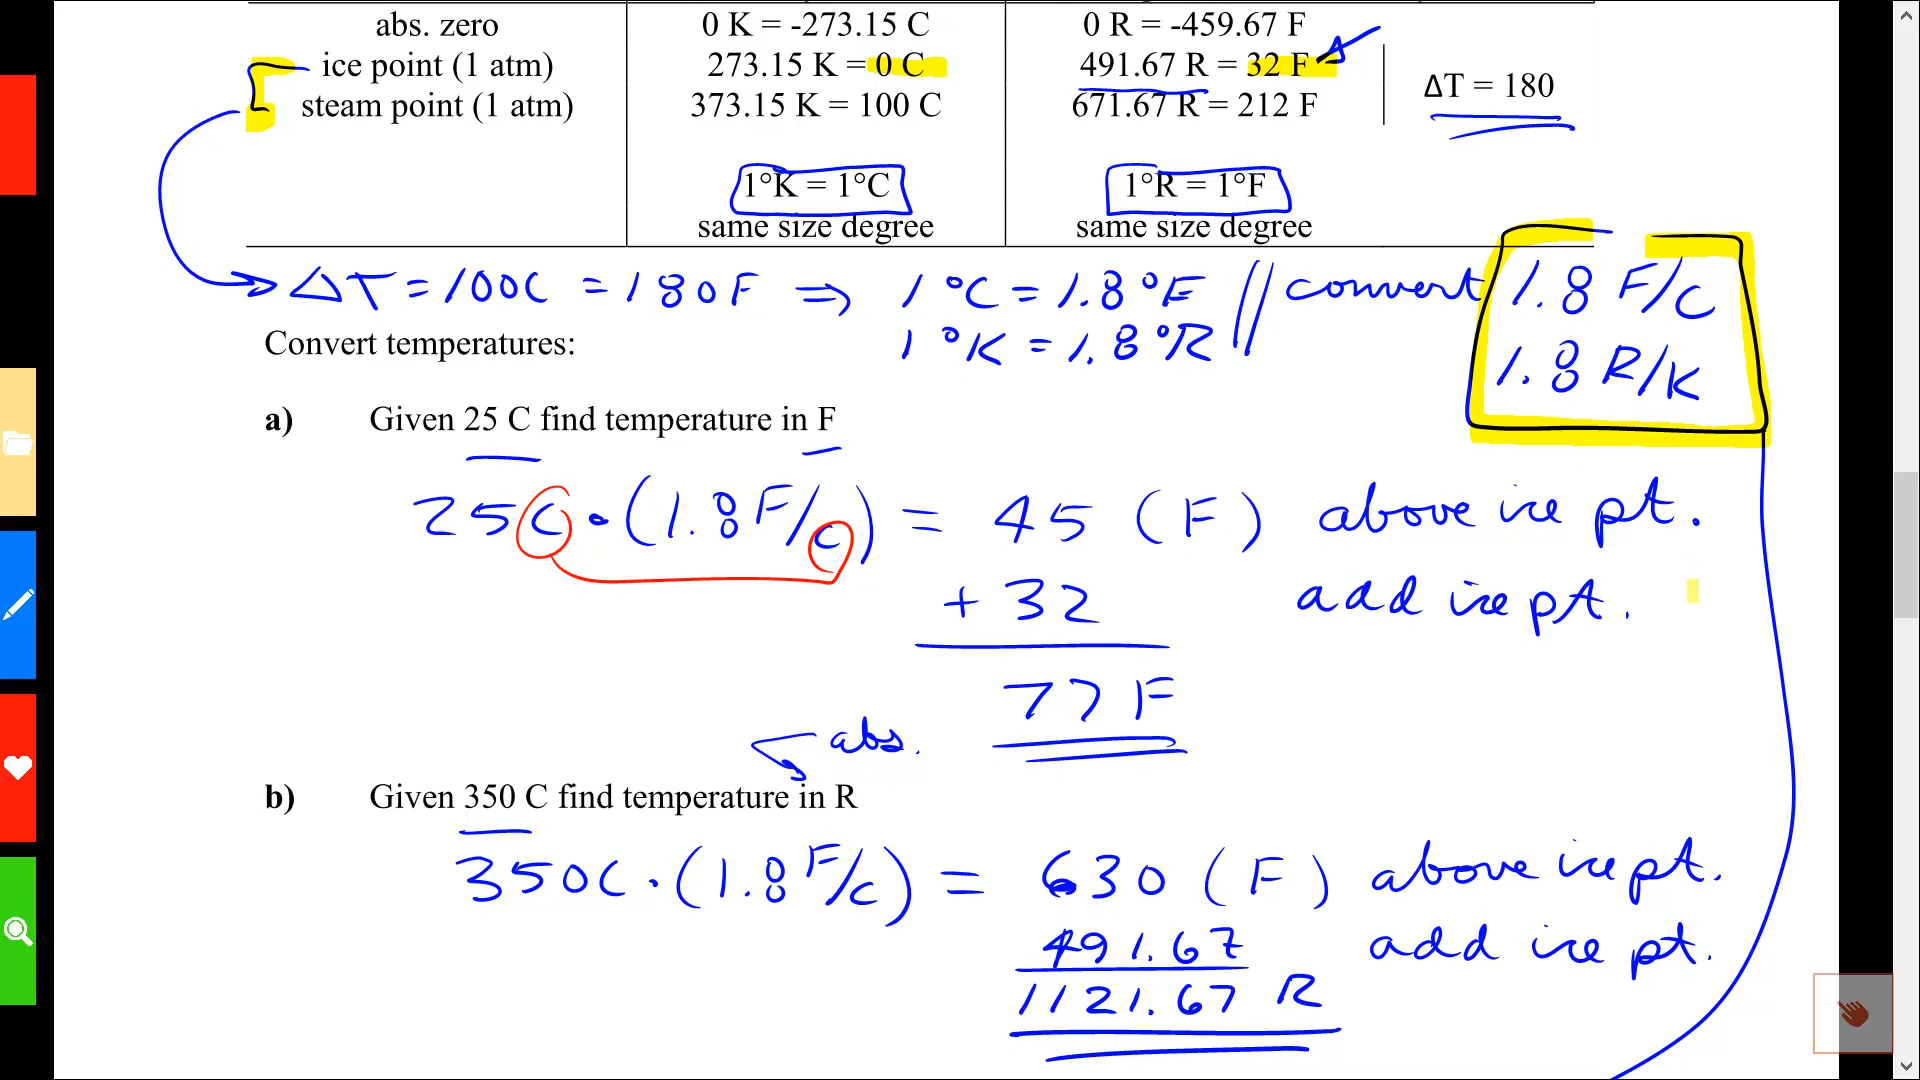 abs. zero 0 K = -273.15 C 0 R = -459.67 F
ice point (1 atm) 273.15 K = 0 C 491.67 R = 32 F
steam point (1 atm) 373.15 K = 100 C 671.67 R = 212 F ΔT = 180
1°K = 1°C 1°R = 1°F
same size degree same size degree
ΔT = 100C = 180F ⇒ 1°C = 1.8°F // convert 1.8 F/C
1°K = 1.8°R 1.8 R/K
Convert temperatures:
a) Given 25 C find temperature in F
25C • (1.8 F/C) = 45 (F) above ice pt.
+ 32 add ice pt.
77 F
abs.
b) Given 350 C find temperature in R
350C • (1.8 F/C) = 630 (F) above ice pt.
491.67 add ice pt.
1121.67 R